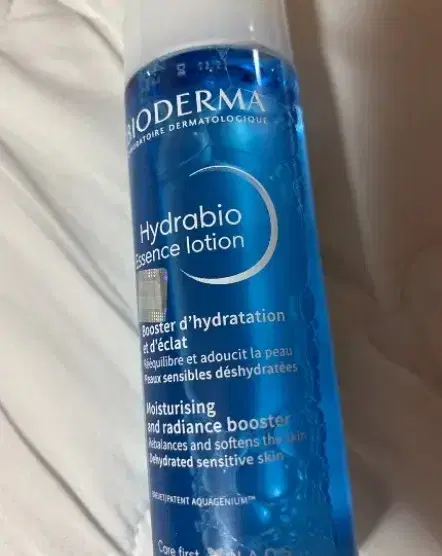 BIODERMA
LABORATOIRE DERMATOLOGIQUE
Hydrabio
Essence lotion
Booster d'hydratation
et d'éclat
Rééquilibre et adoucit la peau
Peaux sensibles déshydratées
Moisturising
and radiance booster
Rebalances and softens the skin
Dehydrated sensitive skin
BREVET/PATENT AQUAGENIUM™
Care first.